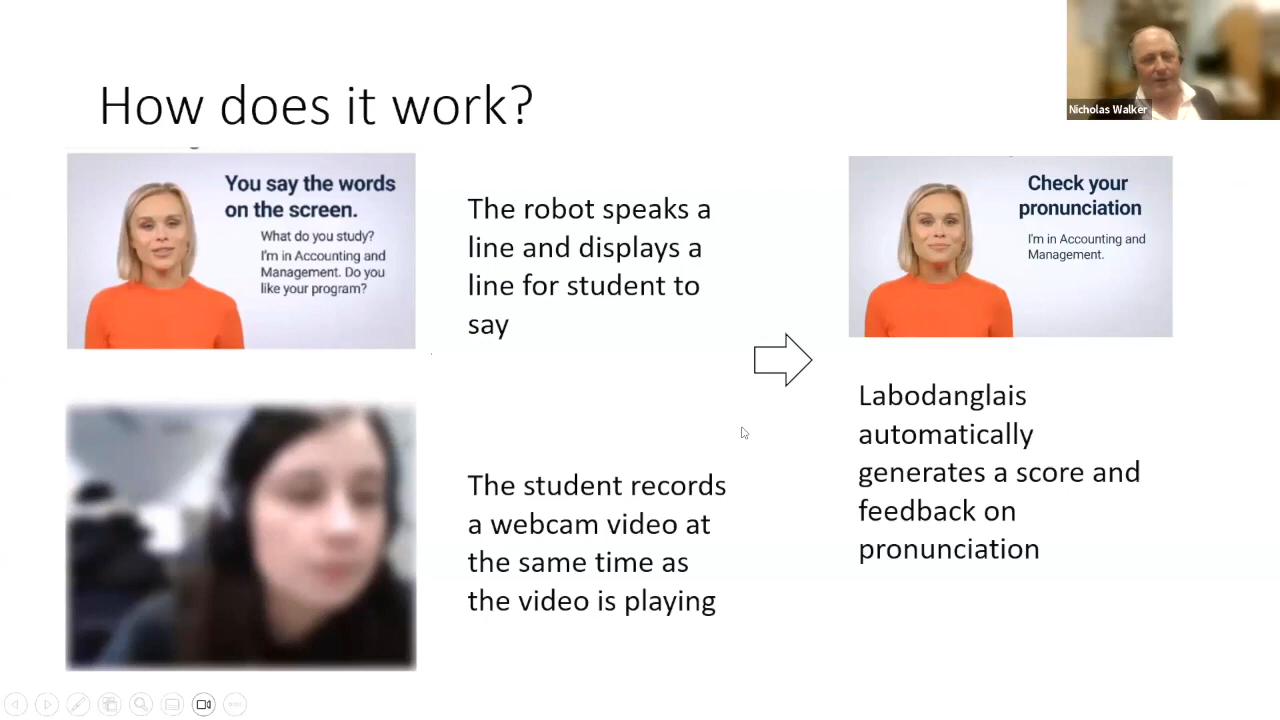 How does it work?
Nicholas Walker
You say the words
on the screen.
What do you study?
I'm in Accounting and
Management. Do you
like your program?
The robot speaks a
line and displays a
line for student to
say
Check your
pronunciation
I'm in Accounting and
Management.
The student records
a webcam video at
the same time as
the video is playing
Labodanglais
automatically
generates a score and
feedback on
pronunciation